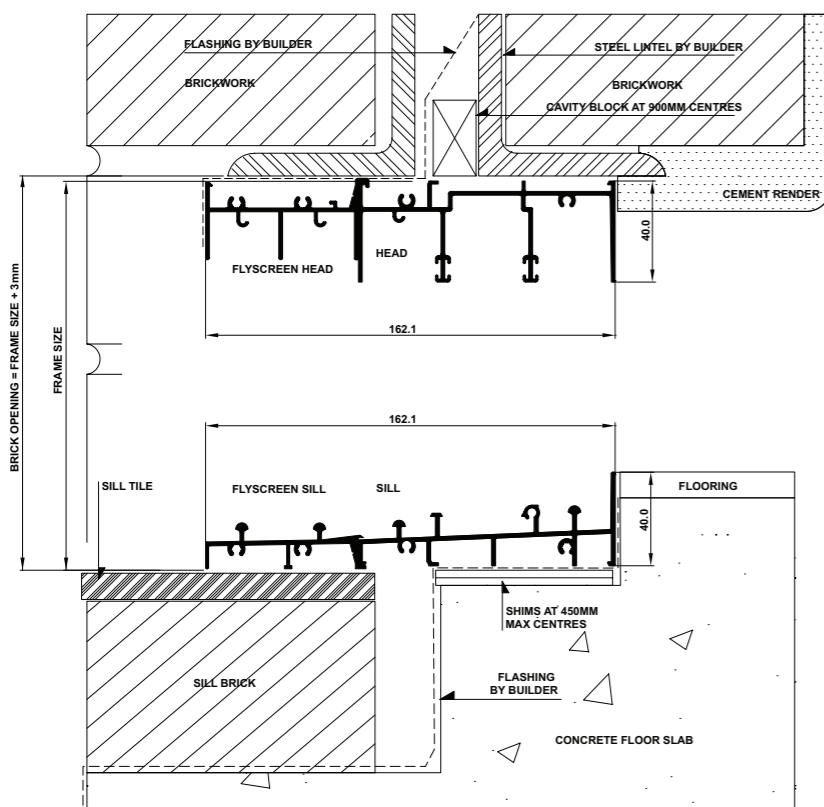 FLASHING BY BUILDER
STEEL LINTEL BY BUILDER
BRICKWORK
BRICKWORK
CAVITY BLOCK AT 900MM CENTRES
CEMENT RENDER
40.0
HEAD
FLYSCREEN HEAD
162.1
BRICK OPENING = FRAME SIZE + 3mm
FRAME SIZE
162.1
SILL TILE
FLYSCREEN SILL
SILL
FLOORING
40.0
SHIMS AT 450MM
MAX CENTRES
SILL BRICK
FLASHING
BY BUILDER
CONCRETE FLOOR SLAB